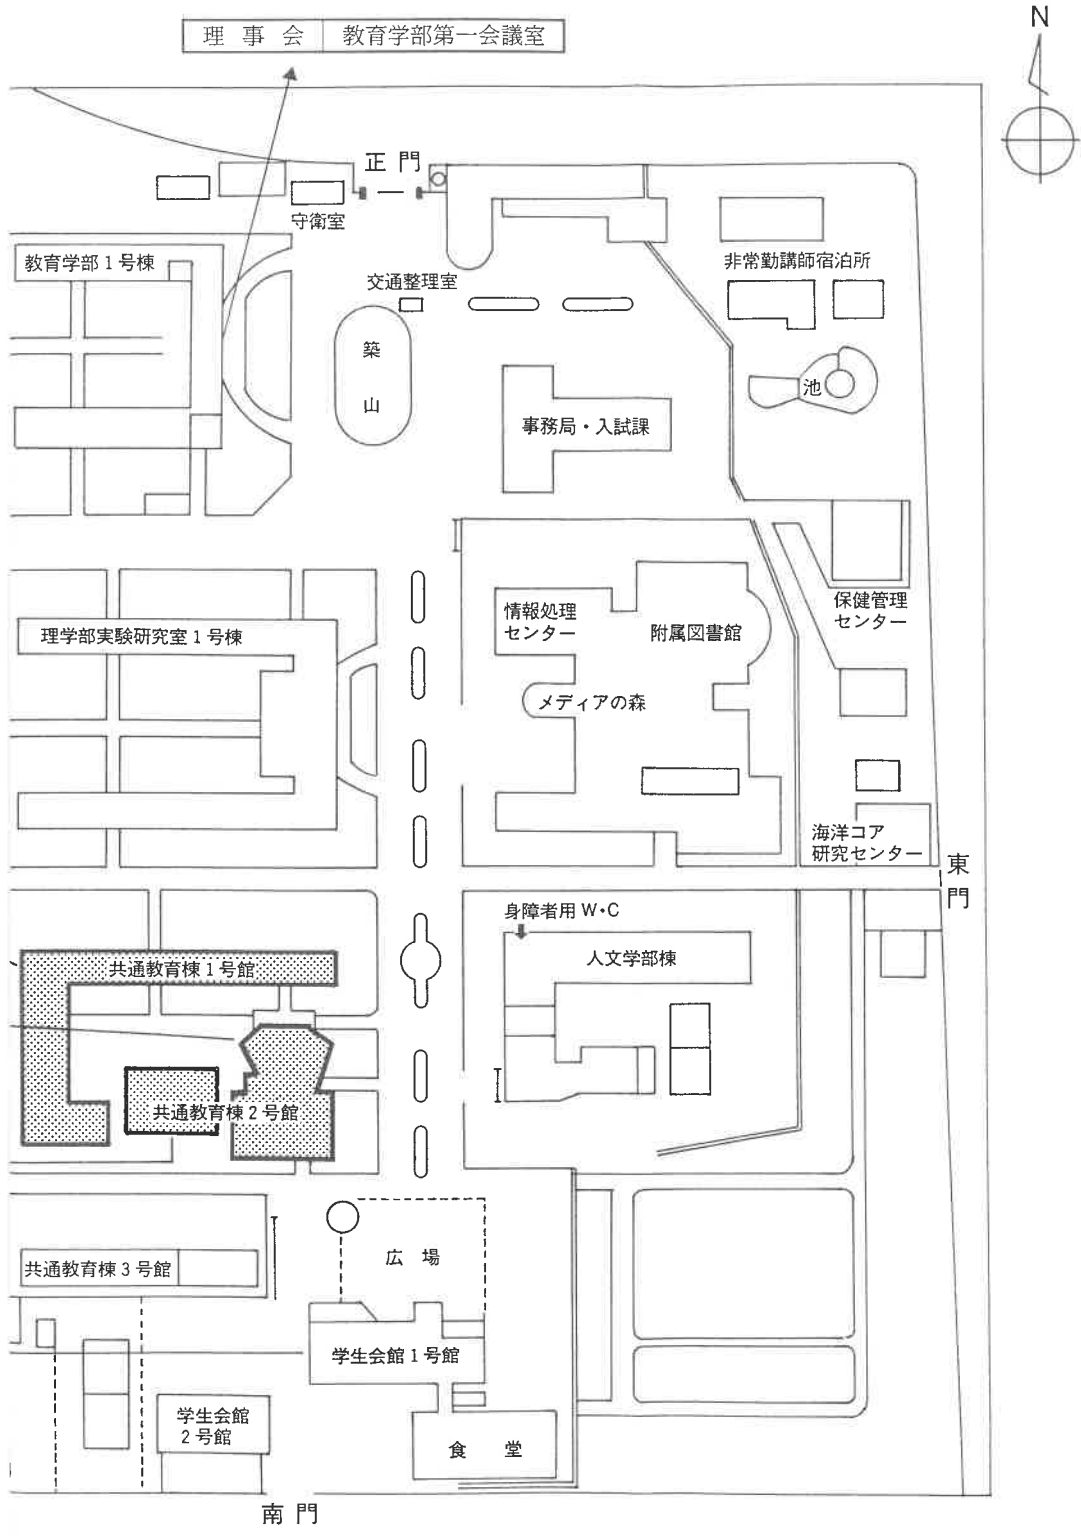 N
理事会 教育学部第一会議室
正門
守衛室
教育学部1号棟
交通整理室
非常勤講師宿泊所
築山
池
事務局・入試課
情報処理
センター
附属図書館
保健管理
センター
理学部実験研究室1号棟
メディアの森
海洋コア
研究センター
東門
身障者用W・C
人文学部棟
共通教育棟1号館
共通教育棟2号館
広場
共通教育棟3号館
学生会館1号館
学生会館
2号館
食堂
南門